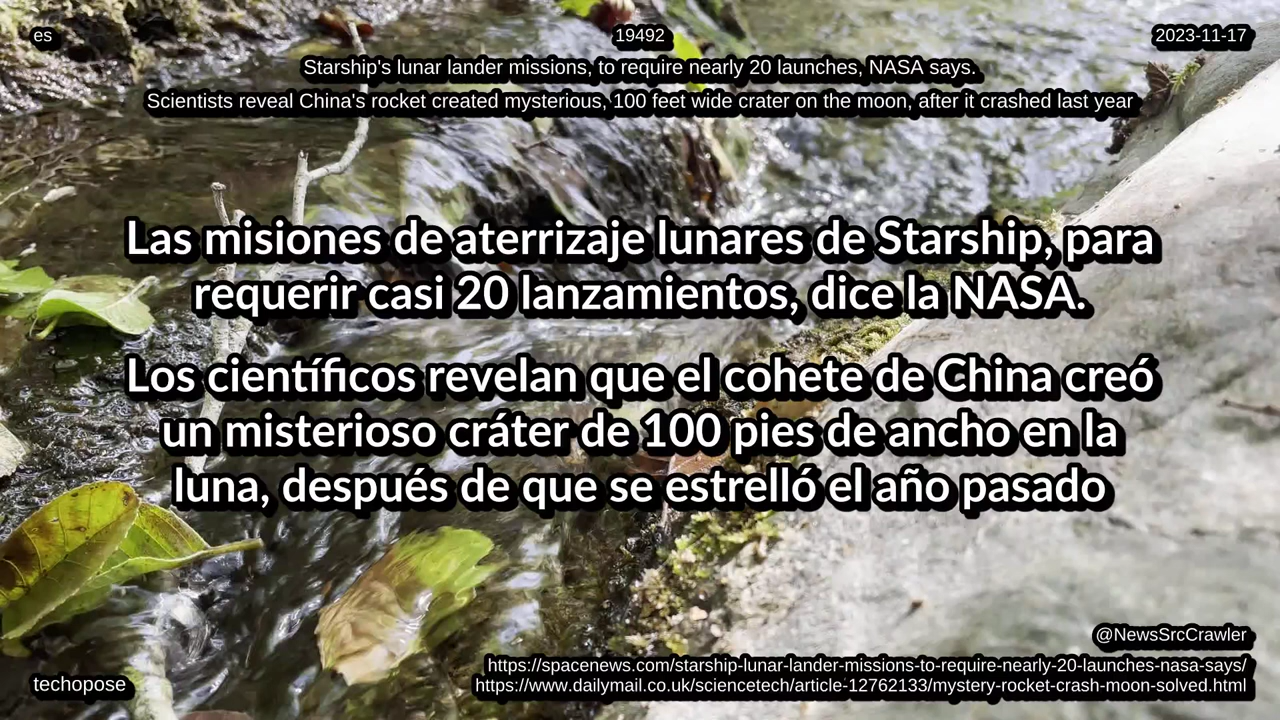 es
19492
2023-11-17
Starship's lunar lander missions, to require nearly 20 launches, NASA says.
Scientists reveal China's rocket created mysterious, 100 feet wide crater on the moon, after it crashed last year
Las misiones de aterrizaje lunares de Starship, para
requerir casi 20 lanzamientos, dice la NASA.
Los científicos revelan que el cohete de China creó
un misterioso cráter de 100 pies de ancho en la
luna, después de que se estrelló el año pasado
@NewsSrcCrawler
https://spacenews.com/starship-lunar-lander-missions-to-require-nearly-20-launches-nasa-says/
techopose
https://www.dailymail.co.uk/sciencetech/article-12762133/mystery-rocket-crash-moon-solved.html